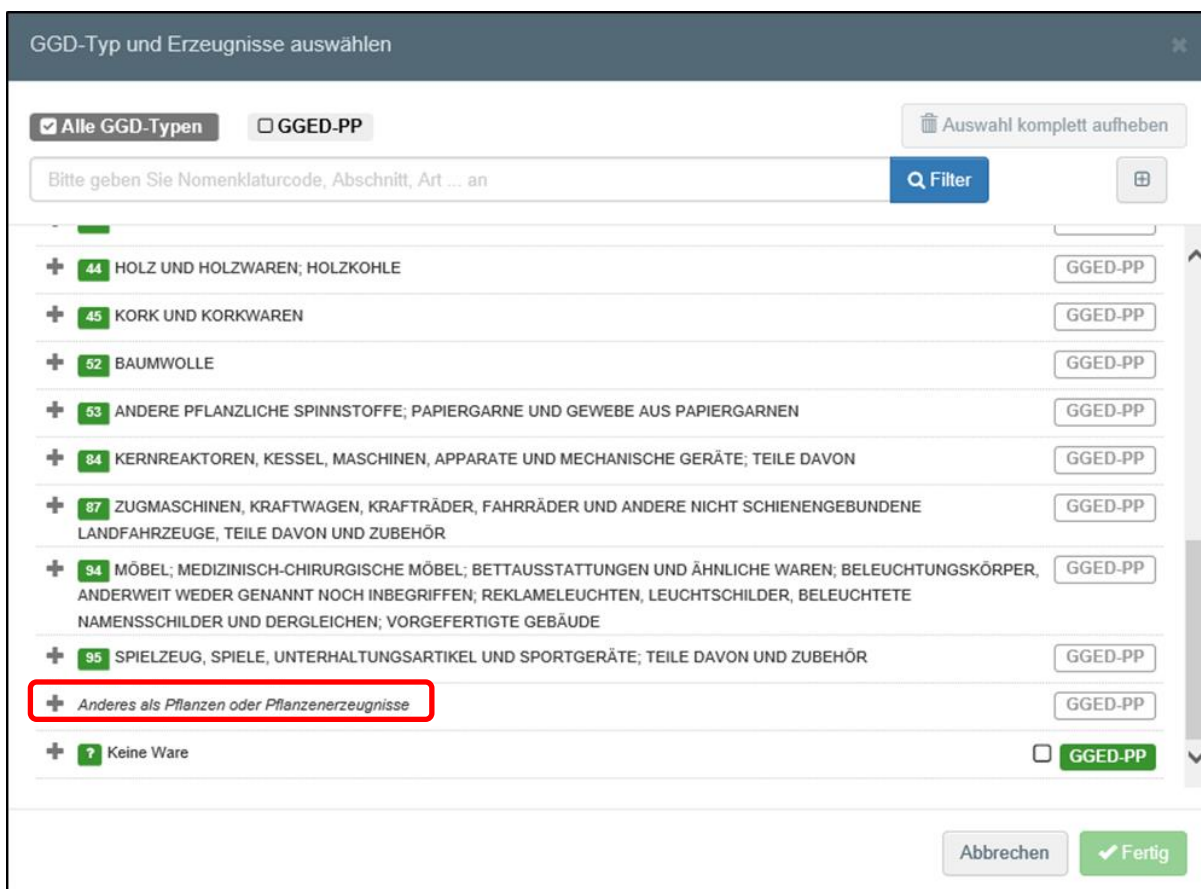 GGD-Typ und Erzeugnisse auswählen
Alle GGD-Typen GGED-PP Auswahl komplett aufheben
Bitte geben Sie Nomenklaturcode, Abschnitt, Art ... an Filter
44 HOLZ UND HOLZWAREN; HOLZKOHLE GGED-PP
45 KORK UND KORKWAREN GGED-PP
52 BAUMWOLLE GGED-PP
53 ANDERE PFLANZLICHE SPINNSTOFFE; PAPIERGARNE UND GEWEBE AUS PAPIERGARNEN GGED-PP
84 KERNREAKTOREN, KESSEL, MASCHINEN, APPARATE UND MECHANISCHE GERÄTE; TEILE DAVON GGED-PP
87 ZUGMASCHINEN, KRAFTWAGEN, KRAFTRÄDER, FAHRRÄDER UND ANDERE NICHT SCHIENENGEBUNDENE GGED-PP
LANDFAHRZEUGE, TEILE DAVON UND ZUBEHÖR
94 MÖBEL; MEDIZINISCH-CHIRURGISCHE MÖBEL; BETTAUSSTATTUNGEN UND ÄHNLICHE WAREN; BELEUCHTUNGSKÖRPER, GGED-PP
ANDERWEIT WEDER GENANNT NOCH INBEGRIFFEN; REKLAMELEUCHTEN, LEUCHTSCHILDER, BELEUCHTETE
NAMENSSCHILDER UND DERGLEICHEN; VORGEFERTIGTE GEBÄUDE
95 SPIELZEUG, SPIELE, UNTERHALTUNGSARTIKEL UND SPORTGERÄTE; TEILE DAVON UND ZUBEHÖR GGED-PP
Anderes als Pflanzen oder Pflanzenerzeugnisse GGED-PP
? Keine Ware GGED-PP
Abbrechen Fertig